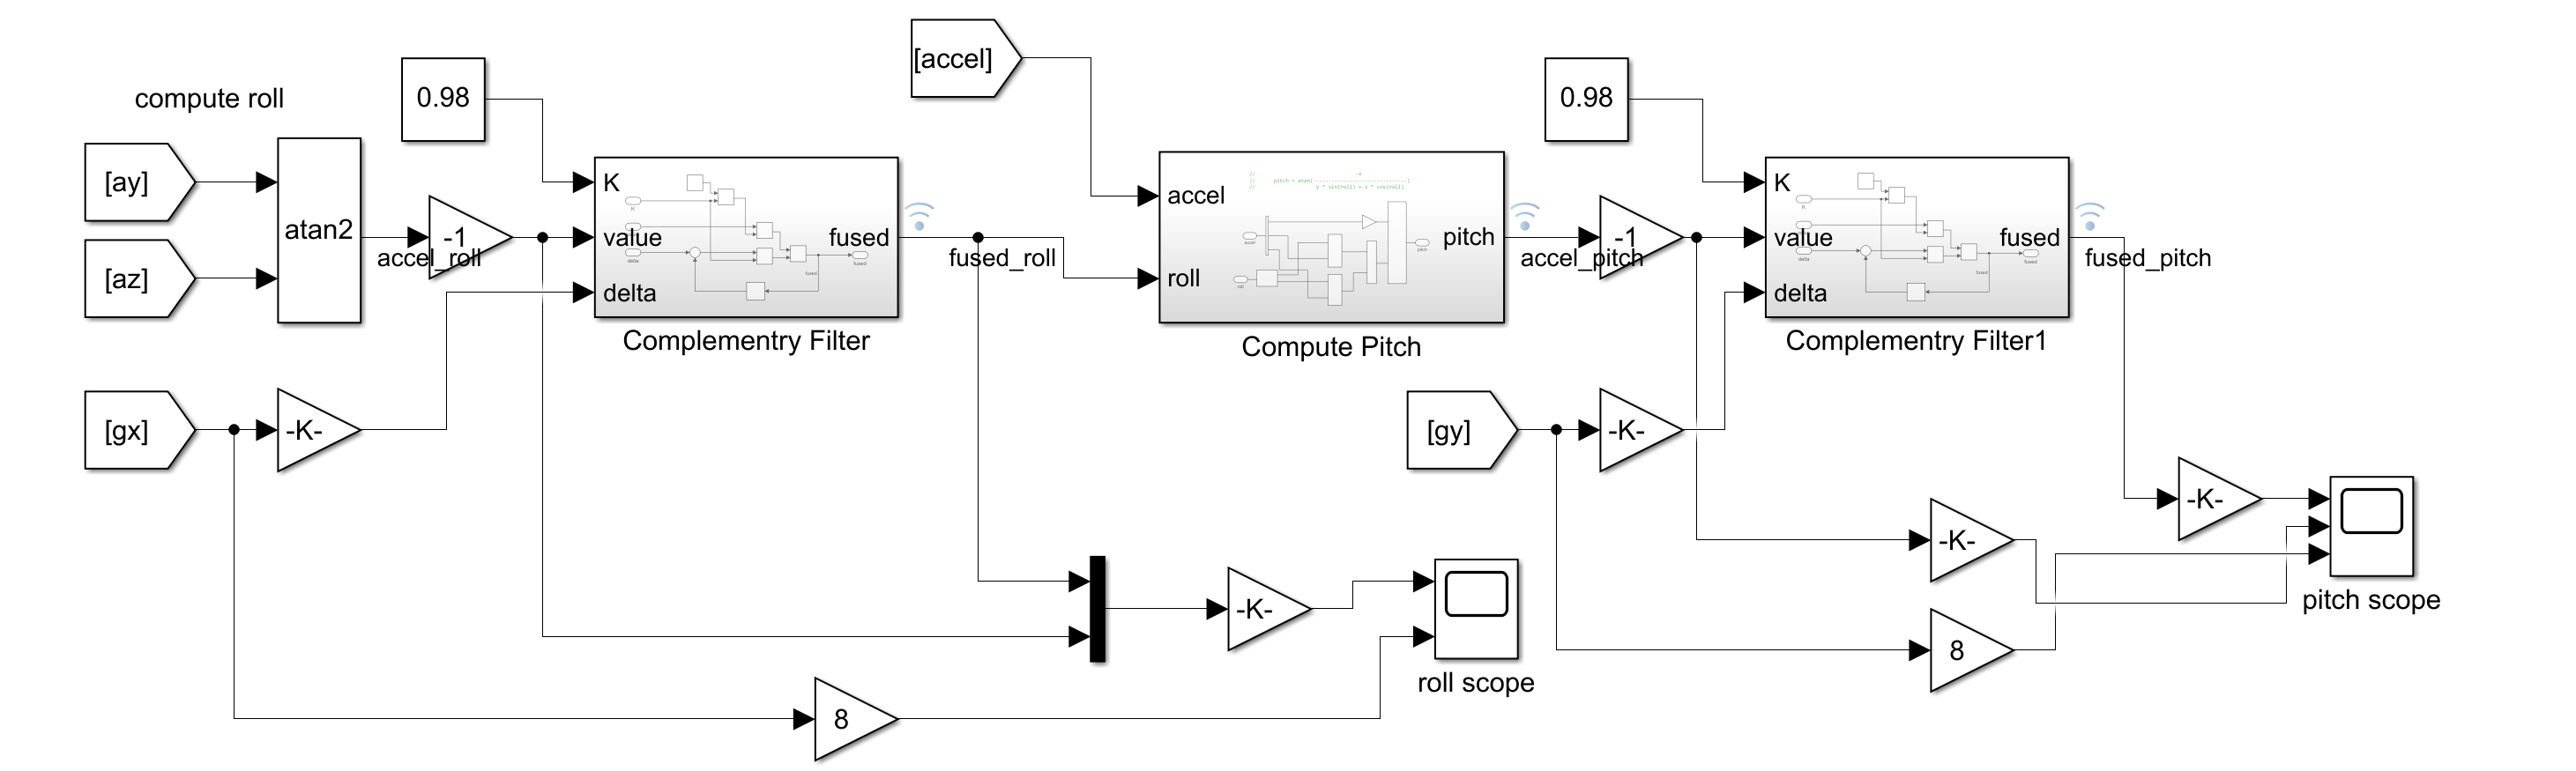 [accel]
0.98
0.98
compute roll
[ay]
[az]
atan2
-1
accel_roll
K
value
delta
fused
Complementry Filter
fused_roll
accel
roll
pitch
Compute Pitch
accel_pitch
-1
K
value
delta
fused
Complementry Filter1
fused_pitch
[gx]
-K-
[gy]
-K-
-K-
-K-
pitch scope
-K-
roll scope
8
8